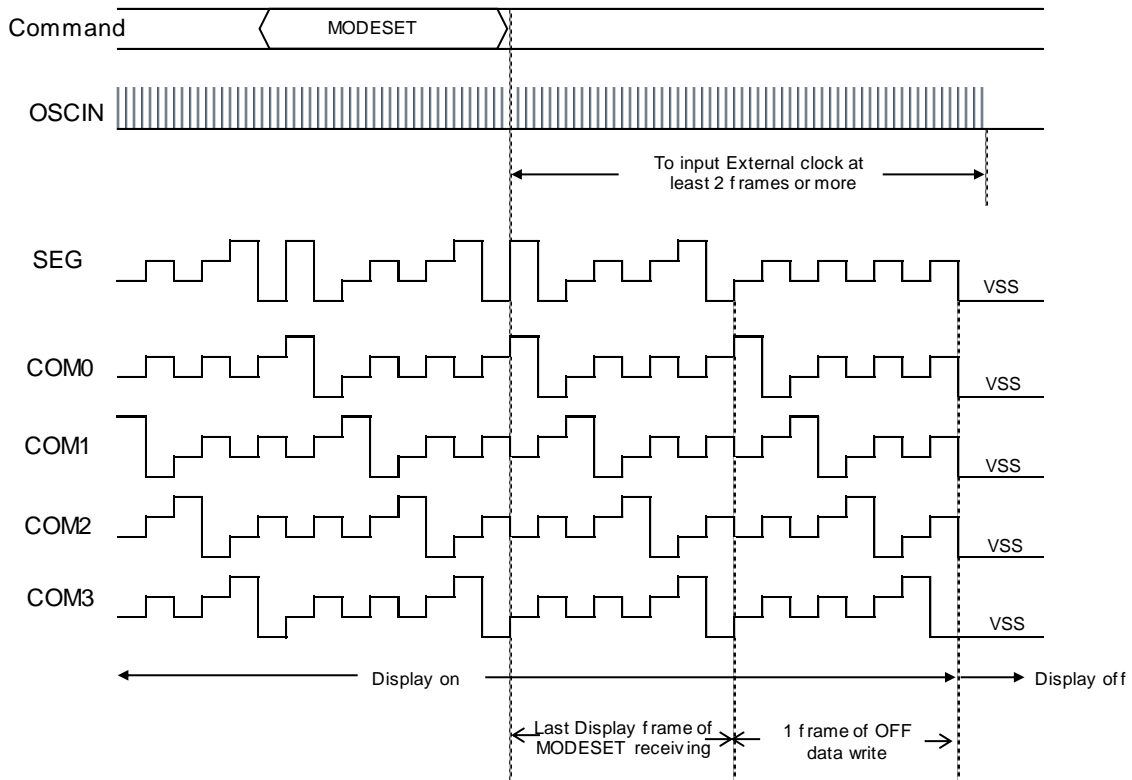 Command
MODESET
OSCIN
To input External clock at
least 2 frames or more
SEG
VSS
COM0
VSS
COM1
VSS
COM2
VSS
COM3
VSS
Display on
Display off
Last Display frame of
MODESET receiving
1 frame of OFF
data write